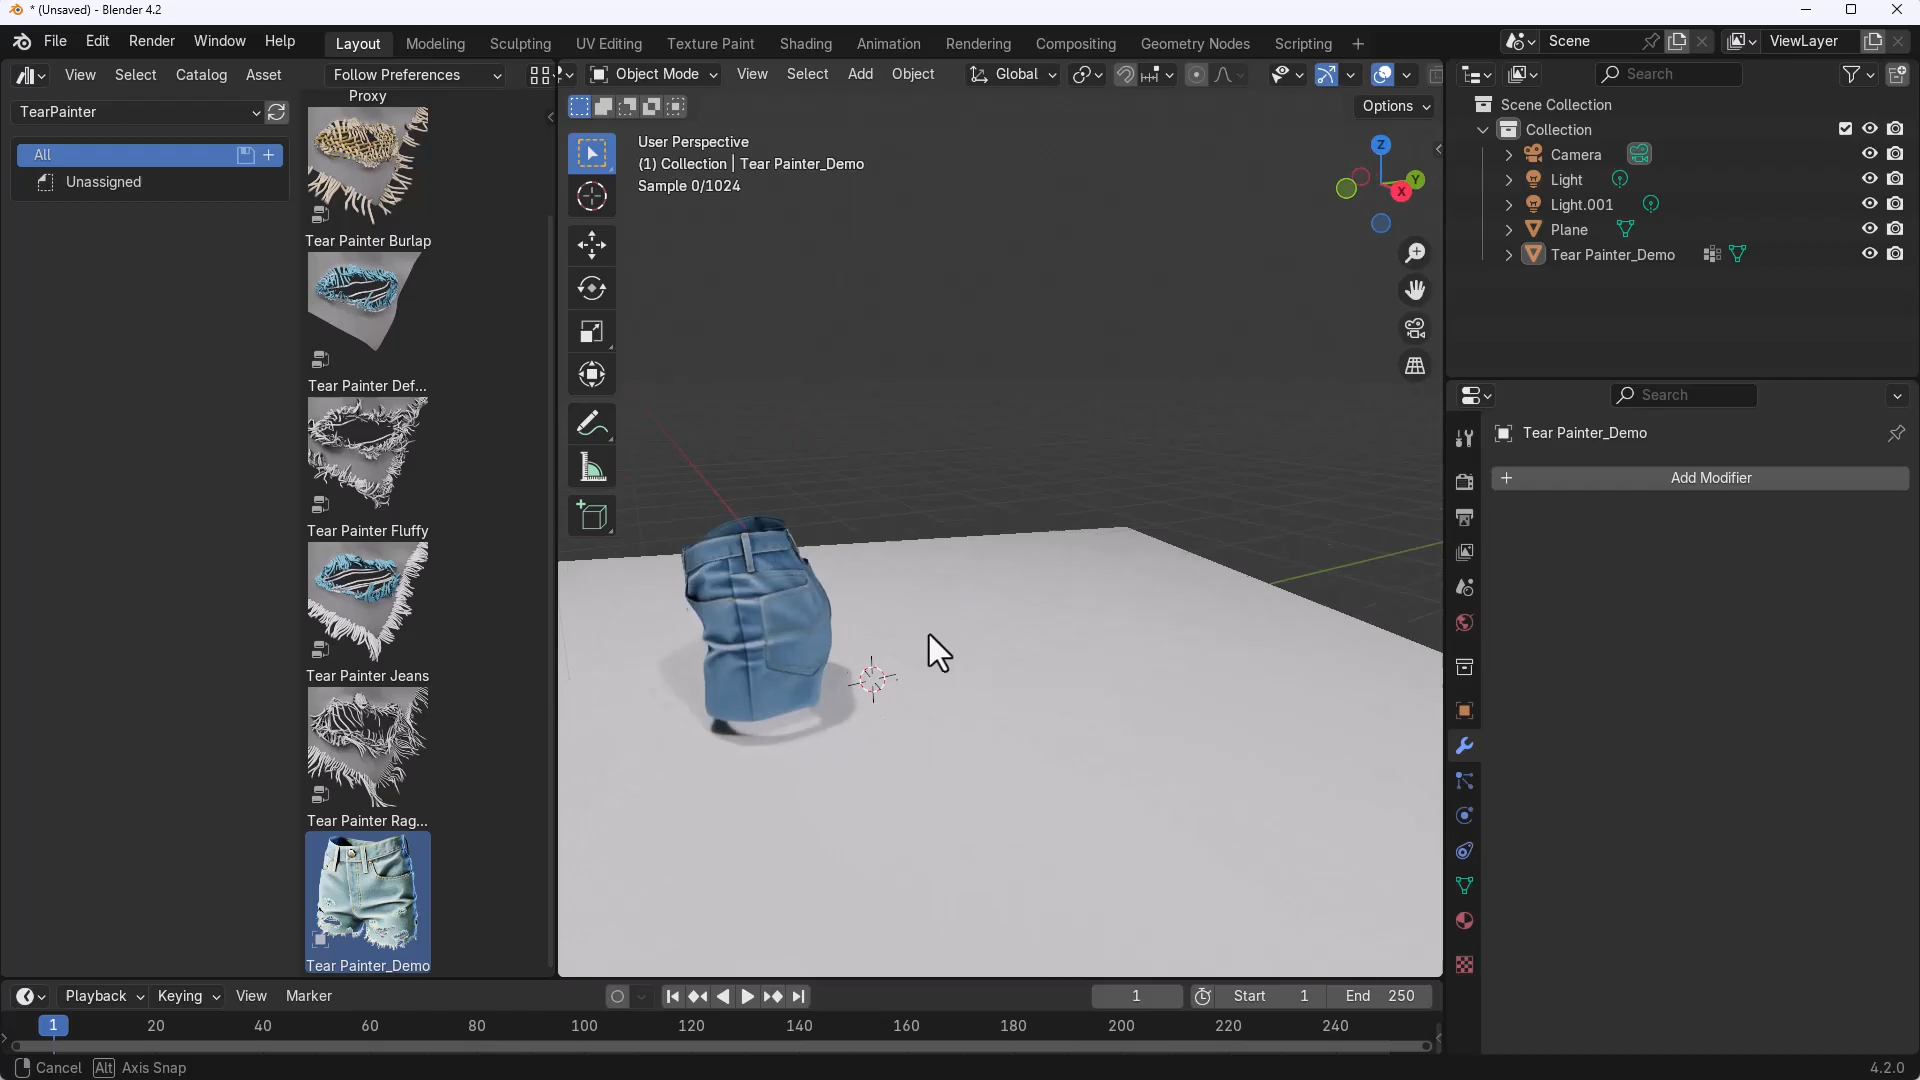 * (Unsaved) - Blender 4.2
File Edit Render Window Help
Layout Modeling Sculpting UV Editing Texture Paint Shading Animation Rendering Compositing Geometry Nodes Scripting +
Scene
ViewLayer
View Select Catalog Asset
Follow Preferences
Object Mode
View Select Add Object
Global
Search
TearPainter
All
Unassigned
Proxy
Tear Painter Burlap
Tear Painter Def...
Tear Painter Fluffy
Tear Painter Jeans
Tear Painter Rag...
Tear Painter_Demo
Options
User Perspective
(1) Collection | Tear Painter_Demo
Sample 0/1024
Z
Y
X
Scene Collection
Collection
Camera
Light
Light.001
Plane
Tear Painter_Demo
Search
Tear Painter_Demo
+ Add Modifier
Playback Keying View Marker
1
Start 1
End 250
1 20 40 60 80 100 120 140 160 180 200 220 240
Cancel Alt Axis Snap
4.2.0